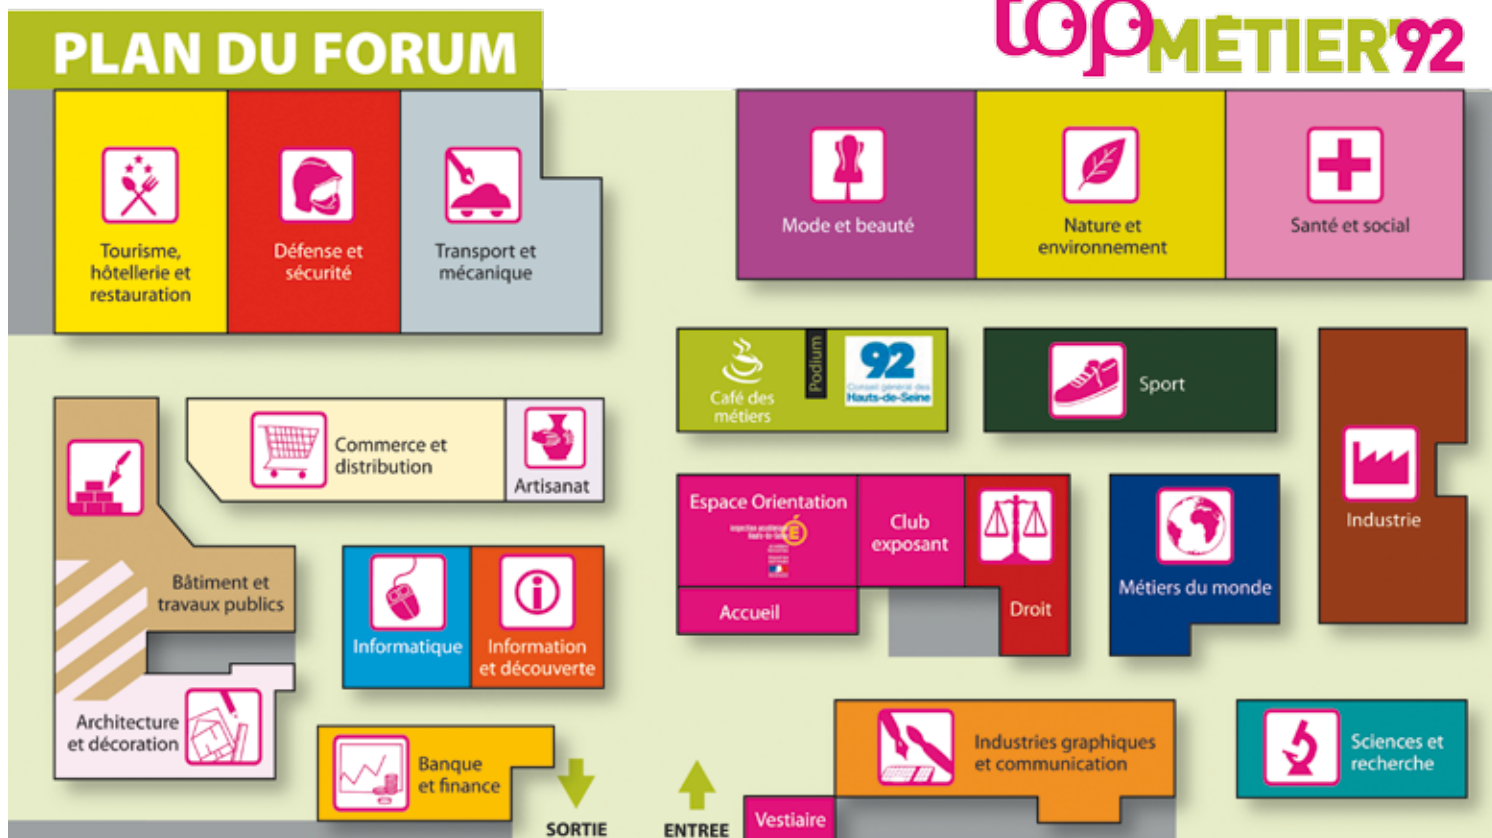 PLAN DU FORUM
top MÉTIER'92
Tourisme,
hôtellerie et
restauration
Défense et
sécurité
Transport et
mécanique
Mode et beauté
Nature et
environnement
Santé et social
Café des
métiers
Podium
92
Conseil général des
Hauts-de-Seine
Sport
Industrie
Commerce et
distribution
Artisanat
Bâtiment et
travaux publics
Espace Orientation
Club
exposant
Accueil
Droit
Métiers du monde
Informatique
Information
et découverte
Architecture
et décoration
Banque
et finance
Industries graphiques
et communication
Sciences et
recherche
SORTIE
ENTREE
Vestiaire